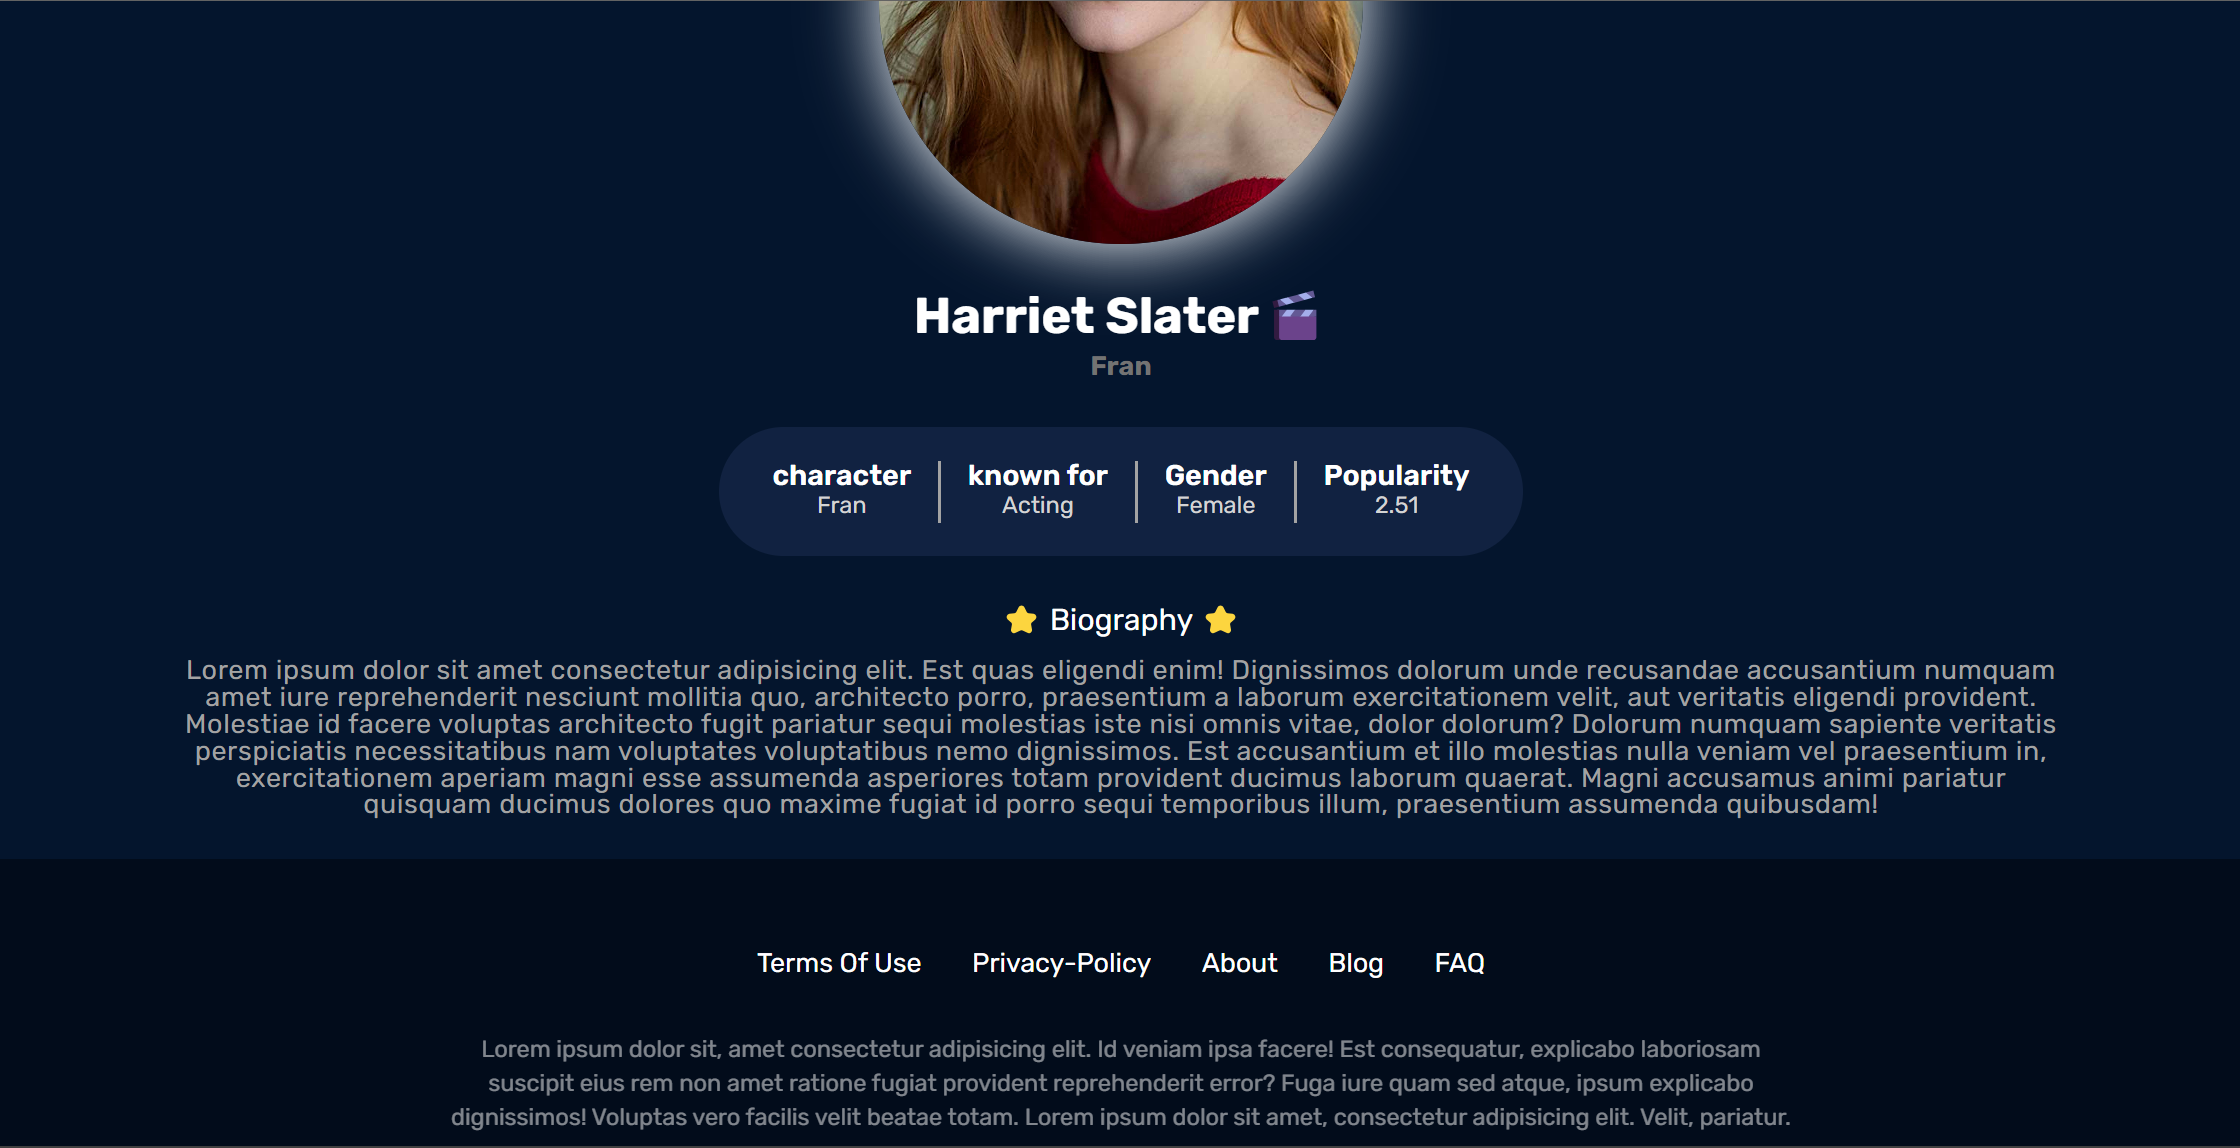 Harriet Slater
Fran
character known for Gender Popularity
Fran Acting Female 2.51
Biography
Lorem ipsum dolor sit amet consectetur adipisicing elit. Est quas eligendi enim! Dignissimos dolorum unde recusandae accusantium numquam
amet iure reprehenderit nesciunt mollitia quo, architecto porro, praesentium a laborum exercitationem velit, aut veritatis eligendi provident.
Molestiae id facere voluptas architecto fugit pariatur sequi molestias iste nisi omnis vitae, dolor dolorum? Dolorum numquam sapiente veritatis
perspiciatis necessitatibus nam voluptates voluptatibus nemo dignissimos. Est accusantium et illo molestias nulla veniam vel praesentium in,
exercitationem aperiam magni esse assumenda asperiores totam provident ducimus laborum quaerat. Magni accusamus animi pariatur
quisquam ducimus dolores quo maxime fugiat id porro sequi temporibus illum, praesentium assumenda quibusdam!
Terms Of Use Privacy-Policy About Blog FAQ
Lorem ipsum dolor sit, amet consectetur adipisicing elit. Id veniam ipsa facere! Est consequatur, explicabo laboriosam
suscipit eius rem non amet ratione fugiat provident reprehenderit error? Fuga iure quam sed atque, ipsum explicabo
dignissimos! Voluptas vero facilis velit beatae totam. Lorem ipsum dolor sit amet, consectetur adipisicing elit. Velit, pariatur.